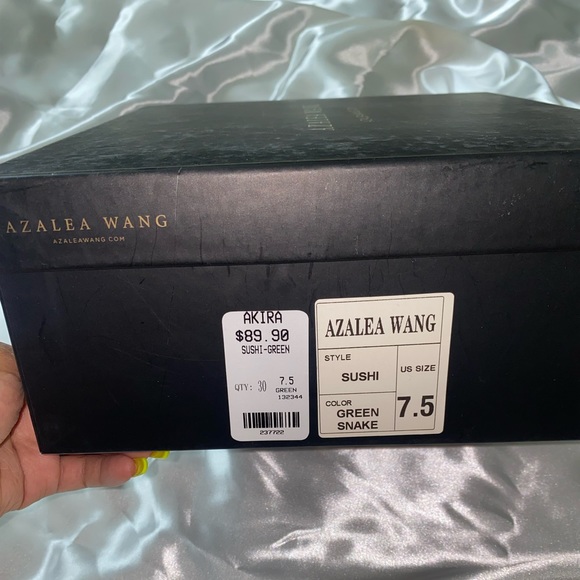 AZALEA WANG
AZALEAWANG.COM
AKIRA
$89.90
SUSHI-GREEN
QTY: 30 7.5
GREEN
132344
237722
AZALEA WANG
STYLE
SUSHI
US SIZE
7.5
COLOR
GREEN
SNAKE